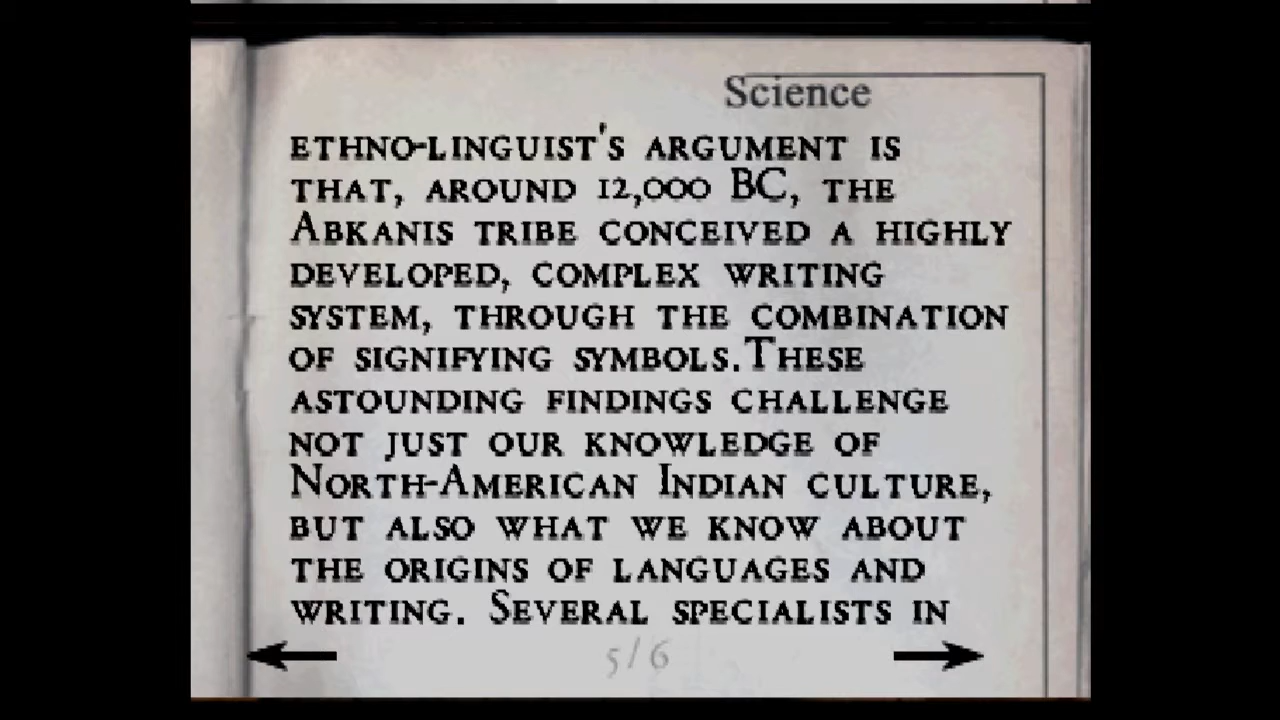 Science
ETHNO-LINGUIST'S ARGUMENT IS
THAT, AROUND 12,000 BC, THE
ABKANIS TRIBE CONCEIVED A HIGHLY
DEVELOPED, COMPLEX WRITING
SYSTEM, THROUGH THE COMBINATION
OF SIGNIFYING SYMBOLS.THESE
ASTOUNDING FINDINGS CHALLENGE
NOT JUST OUR KNOWLEDGE OF
NORTH-AMERICAN INDIAN CULTURE,
BUT ALSO WHAT WE KNOW ABOUT
THE ORIGINS OF LANGUAGES AND
WRITING. SEVERAL SPECIALISTS IN
5/6